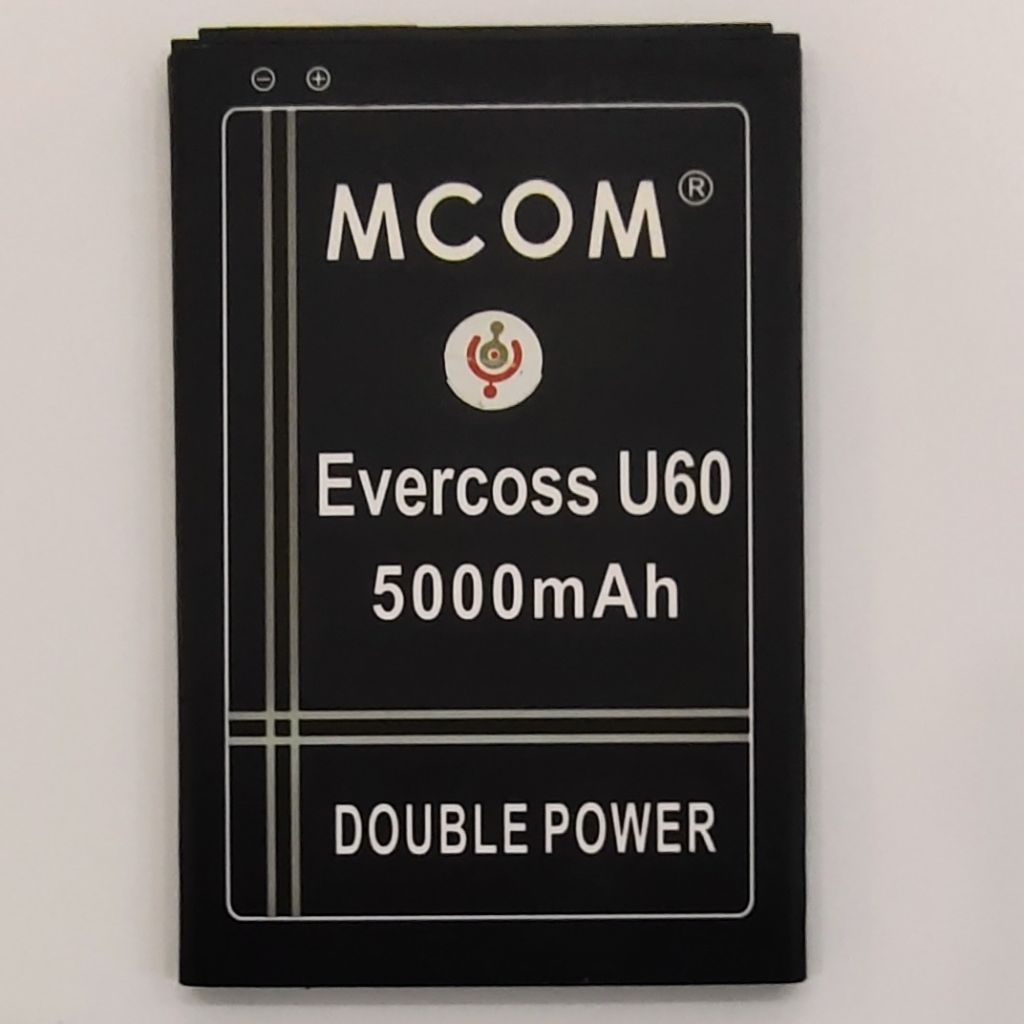 ⊖ ⊕
MCOM®
Evercoss U60
5000mAh
DOUBLE POWER